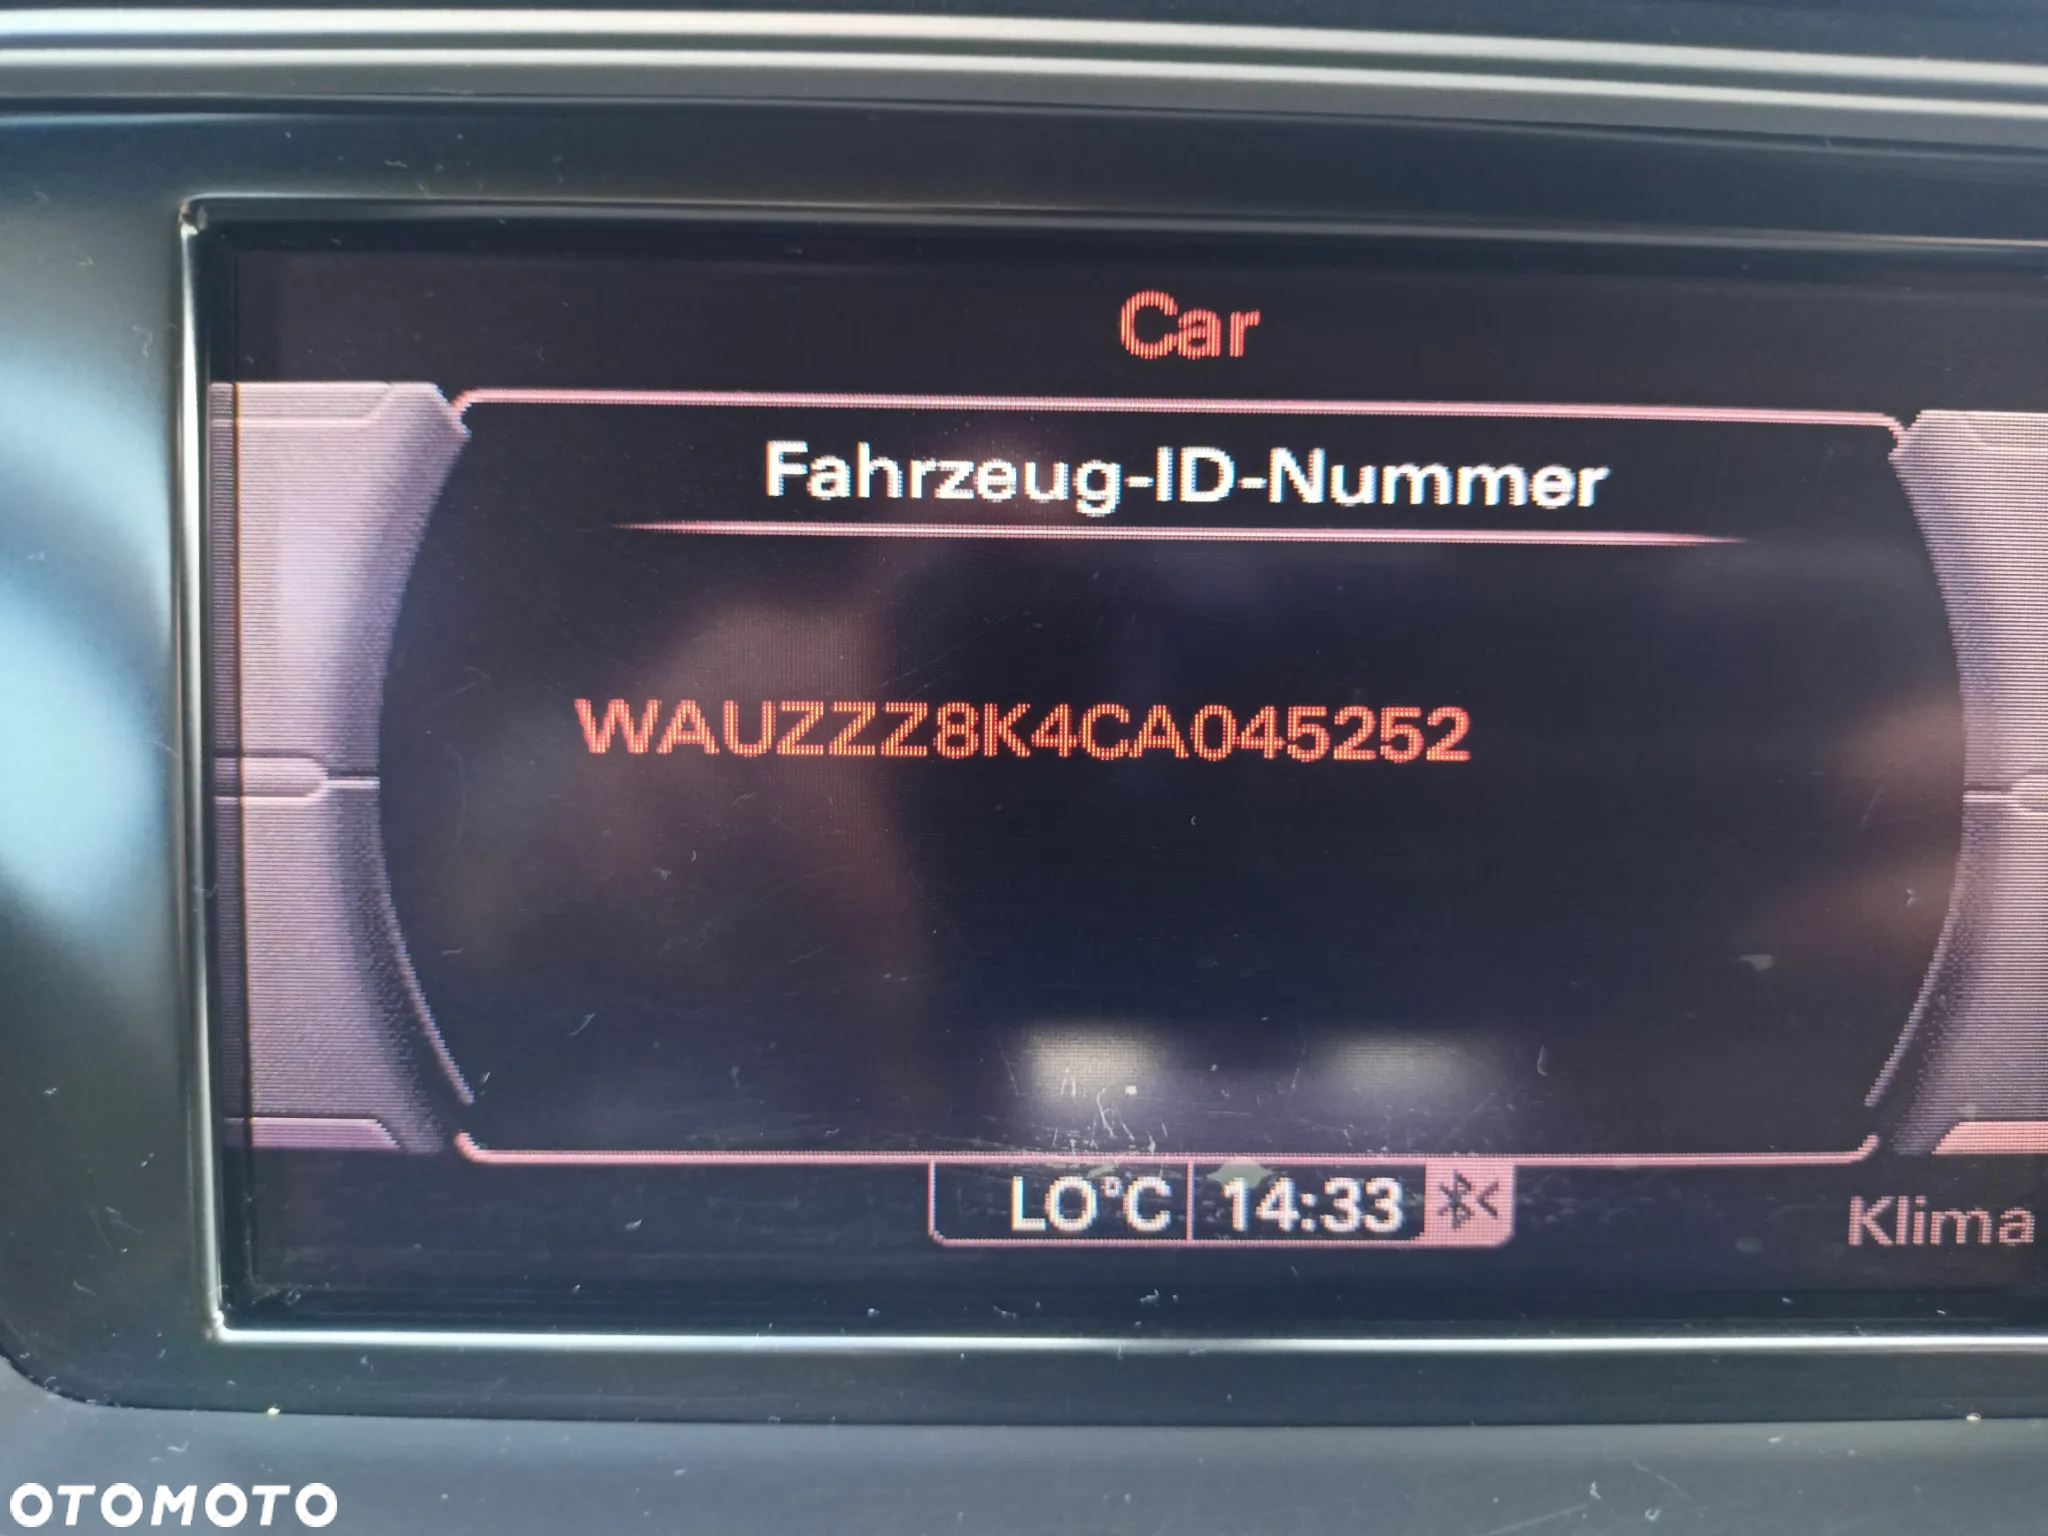 Car
Fahrzeug-ID-Nummer
WAUZZZ8K4CA045252
LO°C 14:33
Klima
OTOMOTO